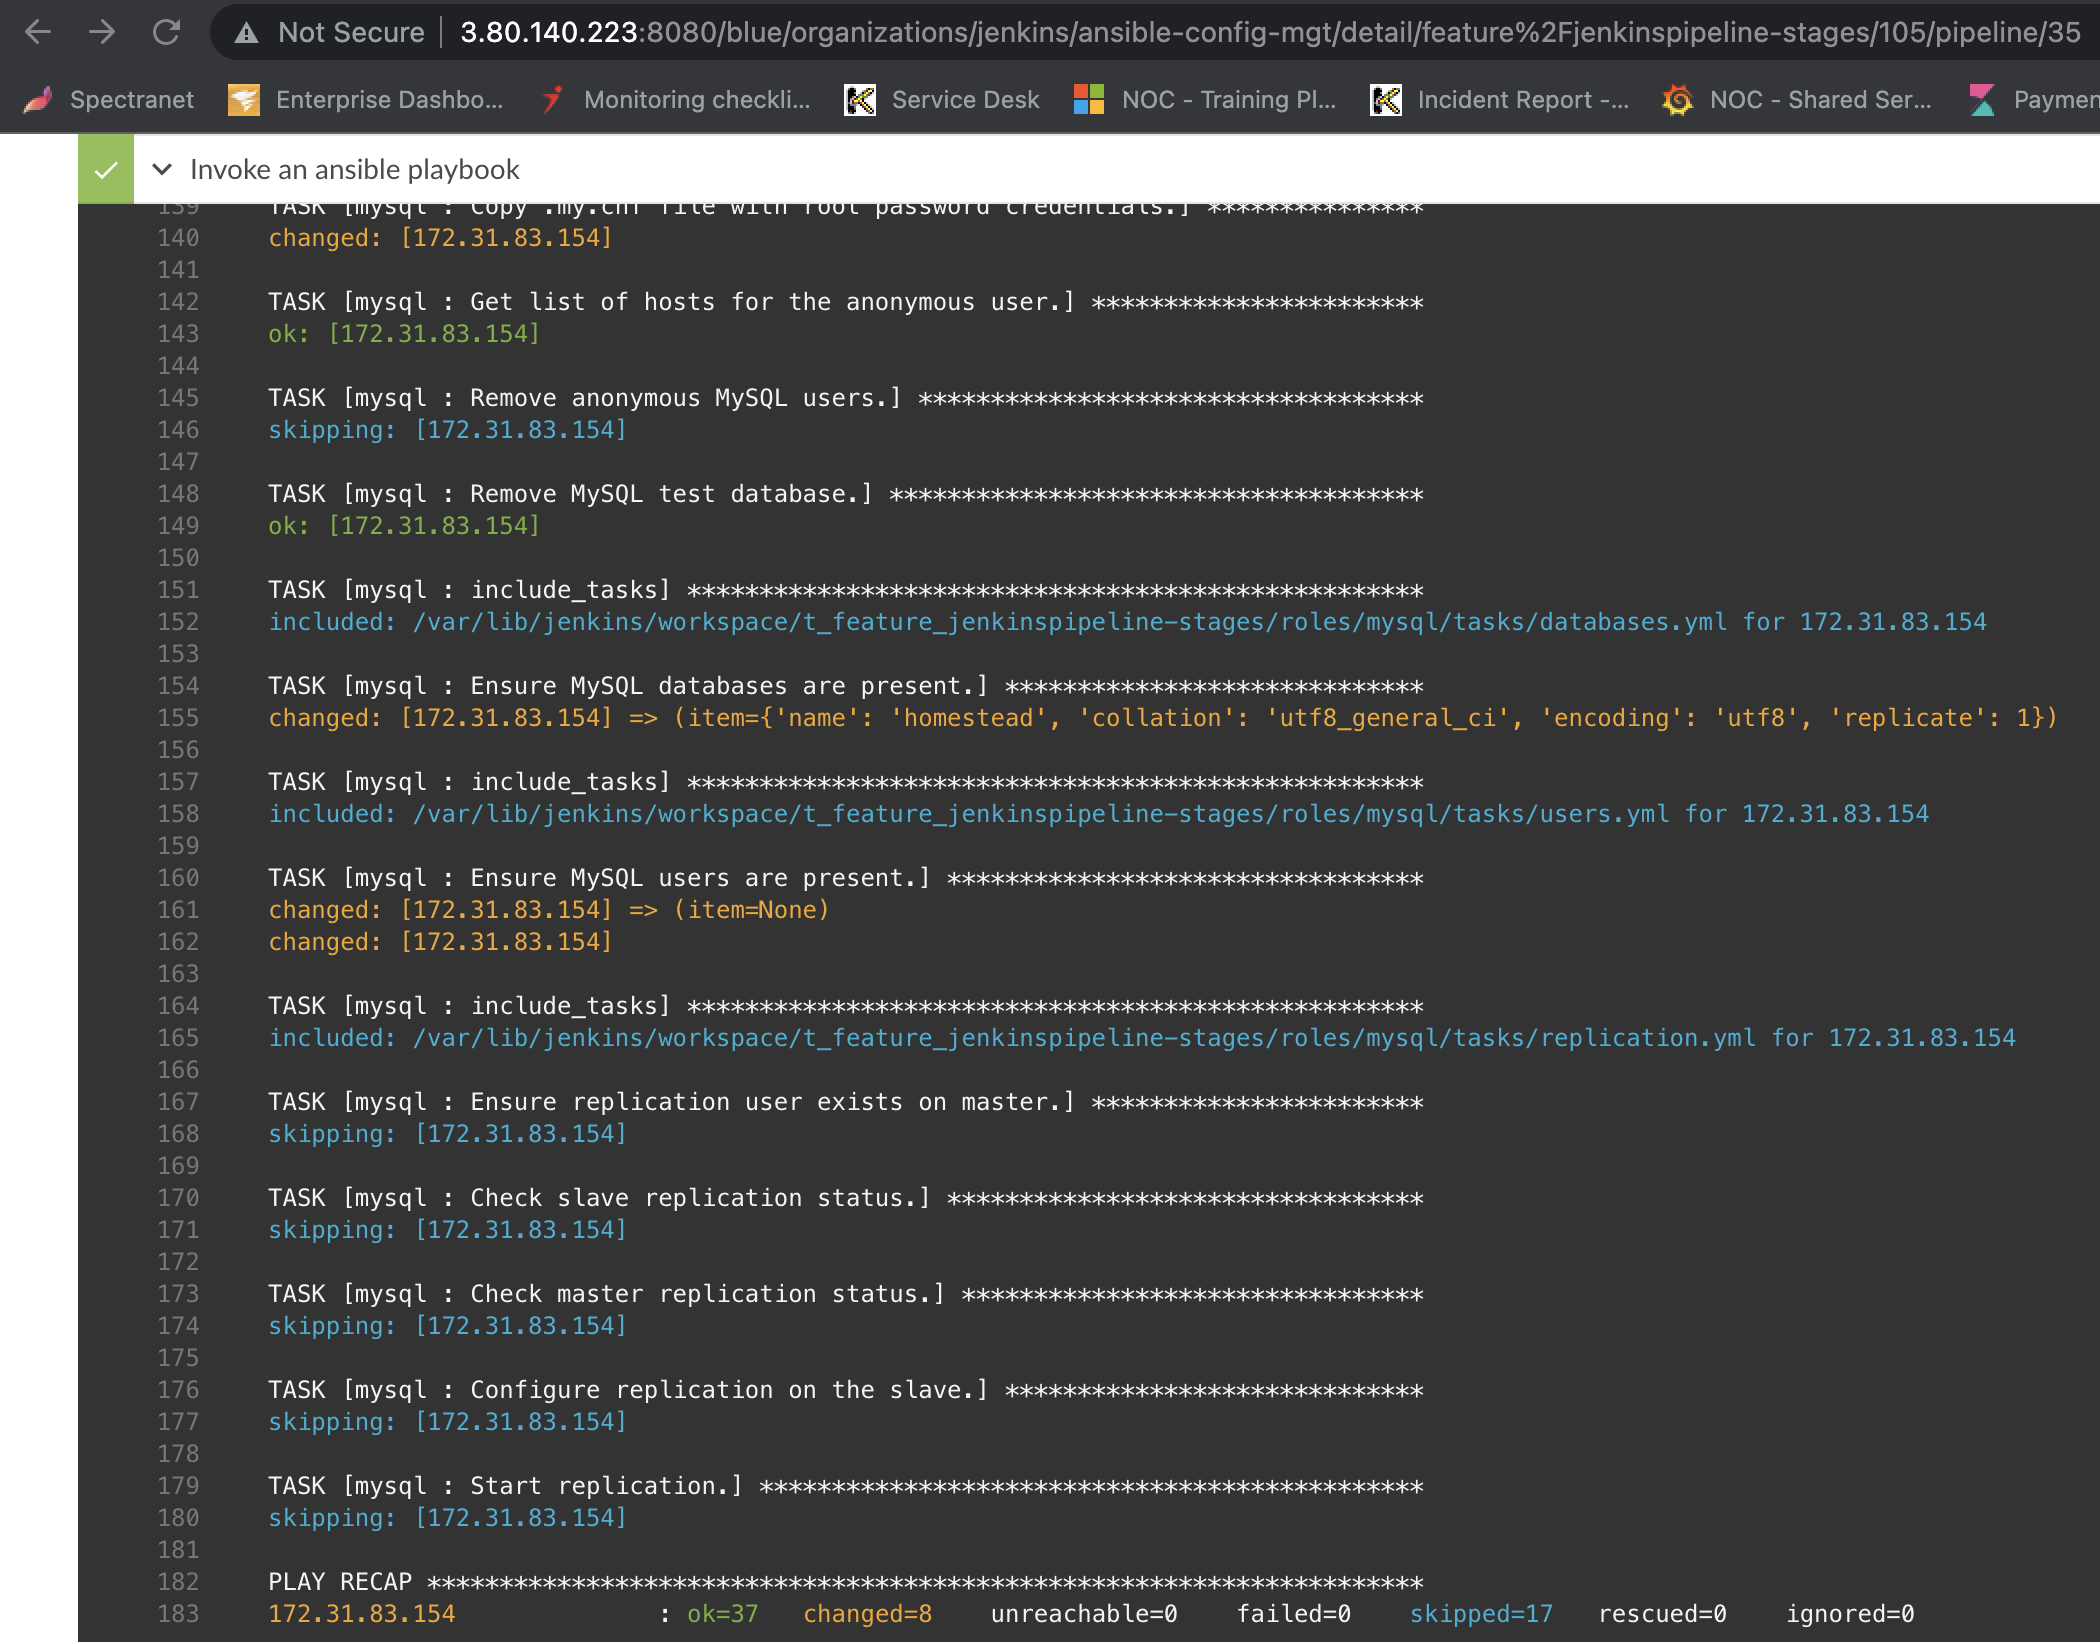 Not Secure 3.80.140.223:8080/blue/organizations/jenkins/ansible-config-mgt/detail/feature%2Fjenkinspipeline-stages/105/pipeline/35
Spectranet Enterprise Dashbo... Monitoring checkli... Service Desk NOC - Training Pl... Incident Report -... NOC - Shared Ser... Paymen
Invoke an ansible playbook
139 TASK [mysql : Copy .my.cnf file with root password credentials.] ***************
140 changed: [172.31.83.154]
141
142 TASK [mysql : Get list of hosts for the anonymous user.] ***********************
143 ok: [172.31.83.154]
144
145 TASK [mysql : Remove anonymous MySQL users.] ***********************************
146 skipping: [172.31.83.154]
147
148 TASK [mysql : Remove MySQL test database.] *************************************
149 ok: [172.31.83.154]
150
151 TASK [mysql : include_tasks] ***************************************************
152 included: /var/lib/jenkins/workspace/t_feature_jenkinspipeline-stages/roles/mysql/tasks/databases.yml for 172.31.83.154
153
154 TASK [mysql : Ensure MySQL databases are present.] *****************************
155 changed: [172.31.83.154] => (item={'name': 'homestead', 'collation': 'utf8_general_ci', 'encoding': 'utf8', 'replicate': 1})
156
157 TASK [mysql : include_tasks] ***************************************************
158 included: /var/lib/jenkins/workspace/t_feature_jenkinspipeline-stages/roles/mysql/tasks/users.yml for 172.31.83.154
159
160 TASK [mysql : Ensure MySQL users are present.] *********************************
161 changed: [172.31.83.154] => (item=None)
162 changed: [172.31.83.154]
163
164 TASK [mysql : include_tasks] ***************************************************
165 included: /var/lib/jenkins/workspace/t_feature_jenkinspipeline-stages/roles/mysql/tasks/replication.yml for 172.31.83.154
166
167 TASK [mysql : Ensure replication user exists on master.] ***********************
168 skipping: [172.31.83.154]
169
170 TASK [mysql : Check slave replication status.] *********************************
171 skipping: [172.31.83.154]
172
173 TASK [mysql : Check master replication status.] ********************************
174 skipping: [172.31.83.154]
175
176 TASK [mysql : Configure replication on the slave.] *****************************
177 skipping: [172.31.83.154]
178
179 TASK [mysql : Start replication.] **********************************************
180 skipping: [172.31.83.154]
181
182 PLAY RECAP *********************************************************************
183 172.31.83.154 : ok=37 changed=8 unreachable=0 failed=0 skipped=17 rescued=0 ignored=0